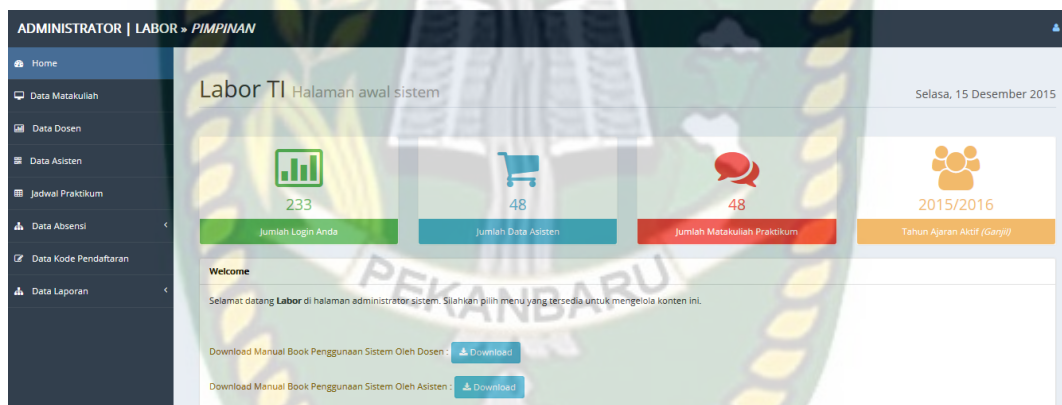 ADMINISTRATOR | LABOR » PIMPINAN
Home
Data Matakuliah
Data Dosen
Data Asisten
Jadwal Praktikum
Data Absensi
Data Kode Pendaftaran
Data Laporan
Labor TI Halaman awal sistem
Selasa, 15 Desember 2015
233
Jumlah Login Anda
48
Jumlah Data Asisten
48
Jumlah Matakuliah Praktikum
2015/2016
Tahun Ajaran Aktif (Ganjil)
Welcome
Selamat datang Labor di halaman administrator sistem. Silahkan pilih menu yang tersedia untuk mengelola konten ini.
Download Manual Book Penggunaan Sistem Oleh Dosen : Download
Download Manual Book Penggunaan Sistem Oleh Asisten : Download
PEKANBARU